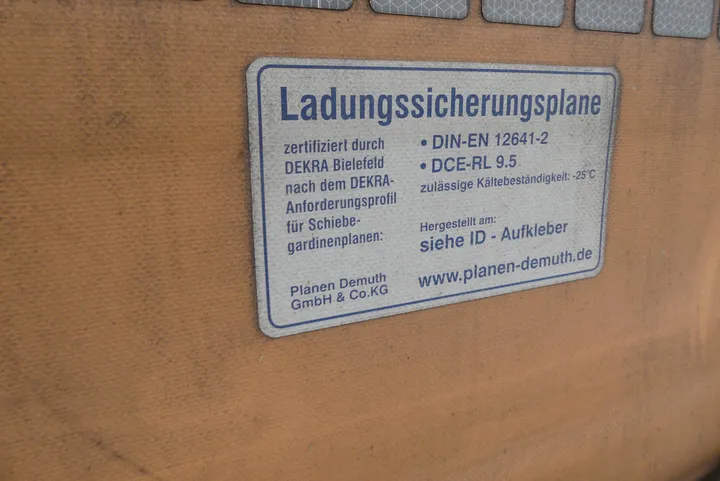 Ladungssicherungsplane
zertifiziert durch
DEKRA Bielefeld
nach dem DEKRA-
Anforderungsprofil
für Schiebe-
gardinenplanen:
• DIN-EN 12641-2
• DCE-RL 9.5
zulässige Kältebeständigkeit: -25°C
Hergestellt am:
siehe ID - Aufkleber
Planen Demuth
GmbH & Co.KG
www.planen-demuth.de